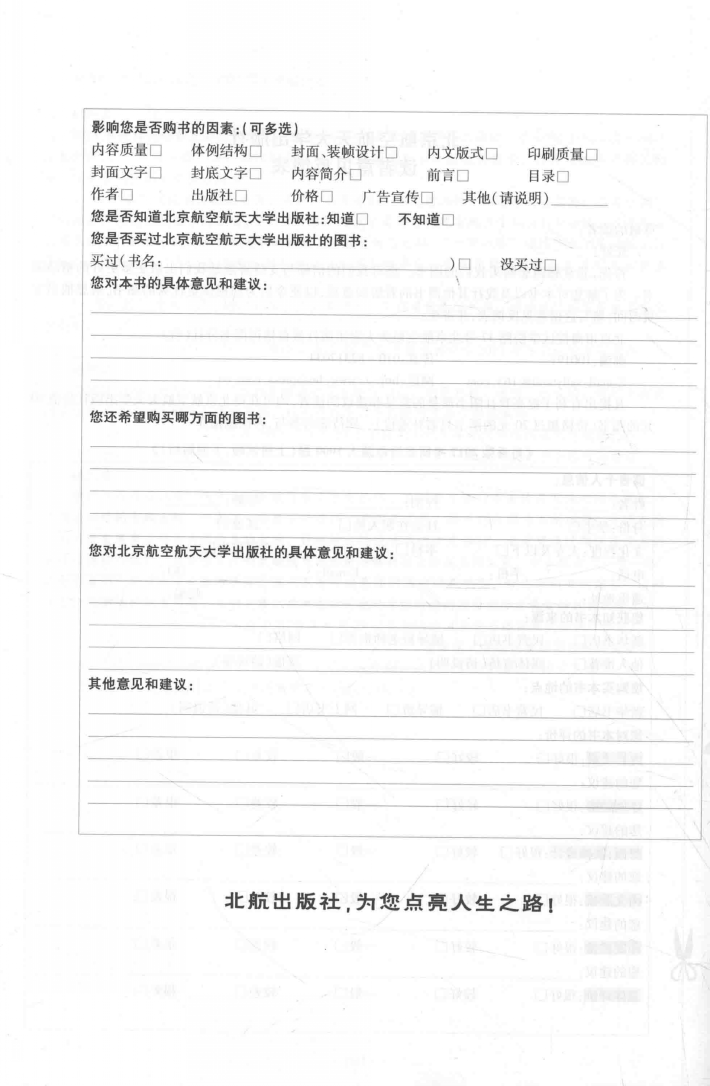 影响您是否购书的因素：（可多选）
内容质量□ 体例结构□ 封面、装帧设计□ 内文版式□ 印刷质量□
封面文字□ 封底文字□ 内容简介□ 前言□ 目录□
作者□ 出版社□ 价格□ 广告宣传□ 其他（请说明）
您是否知道北京航空航天大学出版社：知道□ 不知道□
您是否买过北京航空航天大学出版社的图书：
买过（书名： ）□ 没买过□
您对本书的具体意见和建议：
您还希望购买哪方面的图书：
您对北京航空航天大学出版社的具体意见和建议：
其他意见和建议：
北航出版社，为您点亮人生之路！